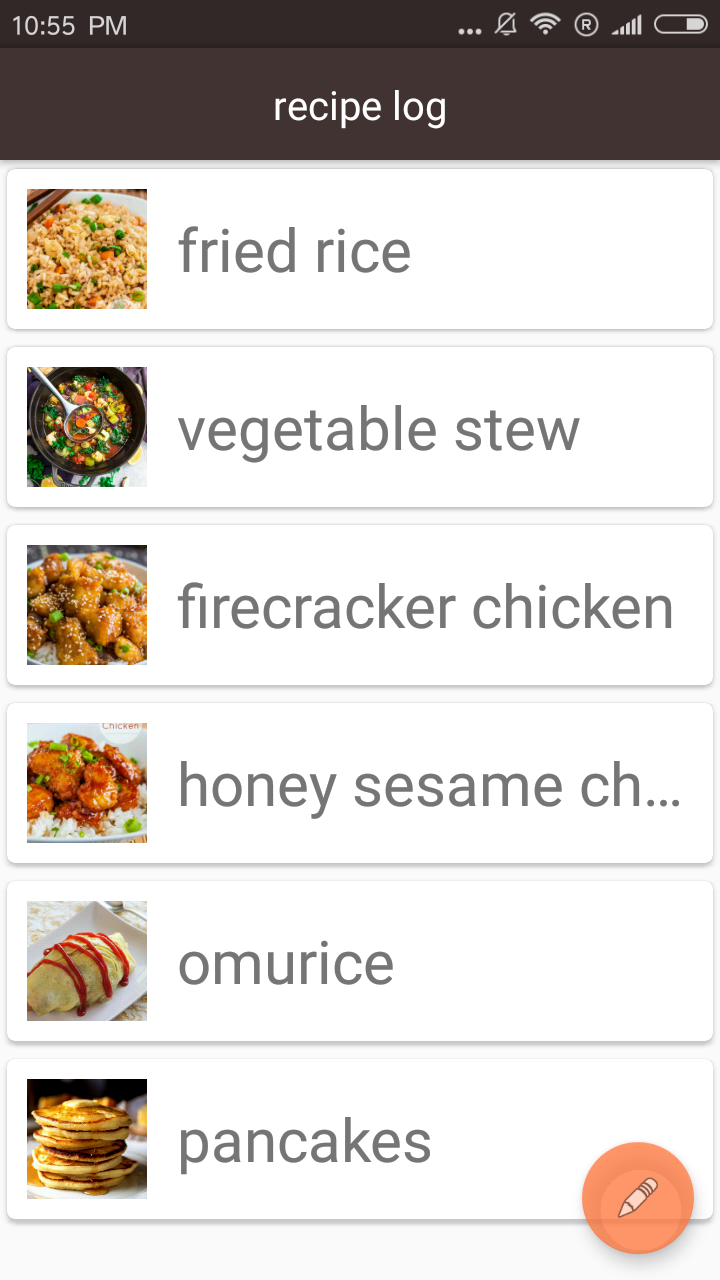 10:55 PM
recipe log
fried rice
vegetable stew
firecracker chicken
Chicken
honey sesame ch...
omurice
pancakes